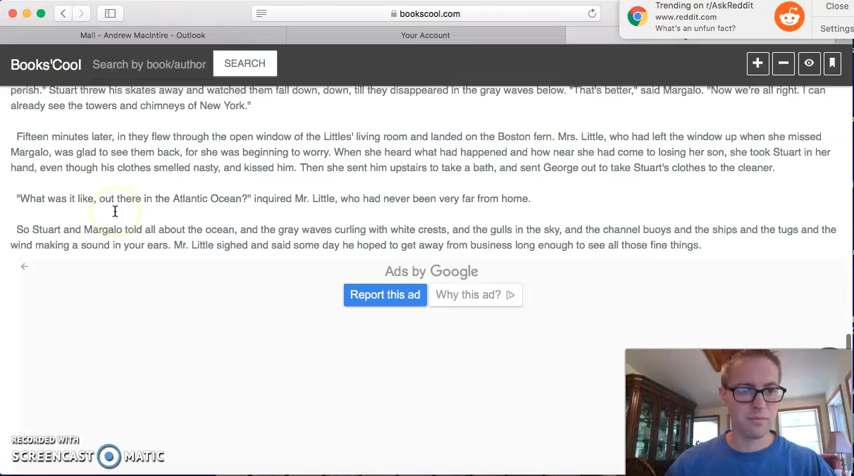 bookscool.com
Trending on r/AskReddit
www.reddit.com
What's an unfun fact?
Close
Settings
Mail - Andrew MacIntire - Outlook
Your Account
Books'Cool
Search by book/author
SEARCH
perish." Stuart threw his skates away and watched them fall down, down, till they disappeared in the gray waves below. "That's better," said Margalo. "Now we're all right. I can
already see the towers and chimneys of New York."
Fifteen minutes later, in they flew through the open window of the Littles' living room and landed on the Boston fern. Mrs. Little, who had left the window up when she missed
Margalo, was glad to see them back, for she was beginning to worry. When she heard what had happened and how near she had come to losing her son, she took Stuart in her
hand, even though his clothes smelled nasty, and kissed him. Then she sent him upstairs to take a bath, and sent George out to take Stuart's clothes to the cleaner.
"What was it like, out there in the Atlantic Ocean?" inquired Mr. Little, who had never been very far from home.
So Stuart and Margalo told all about the ocean, and the gray waves curling with white crests, and the gulls in the sky, and the channel buoys and the ships and the tugs and the
wind making a sound in your ears. Mr. Little sighed and said some day he hoped to get away from business long enough to see all those fine things.
Ads by Google
Report this ad
Why this ad?
RECORDED WITH
SCREENCAST MATIC